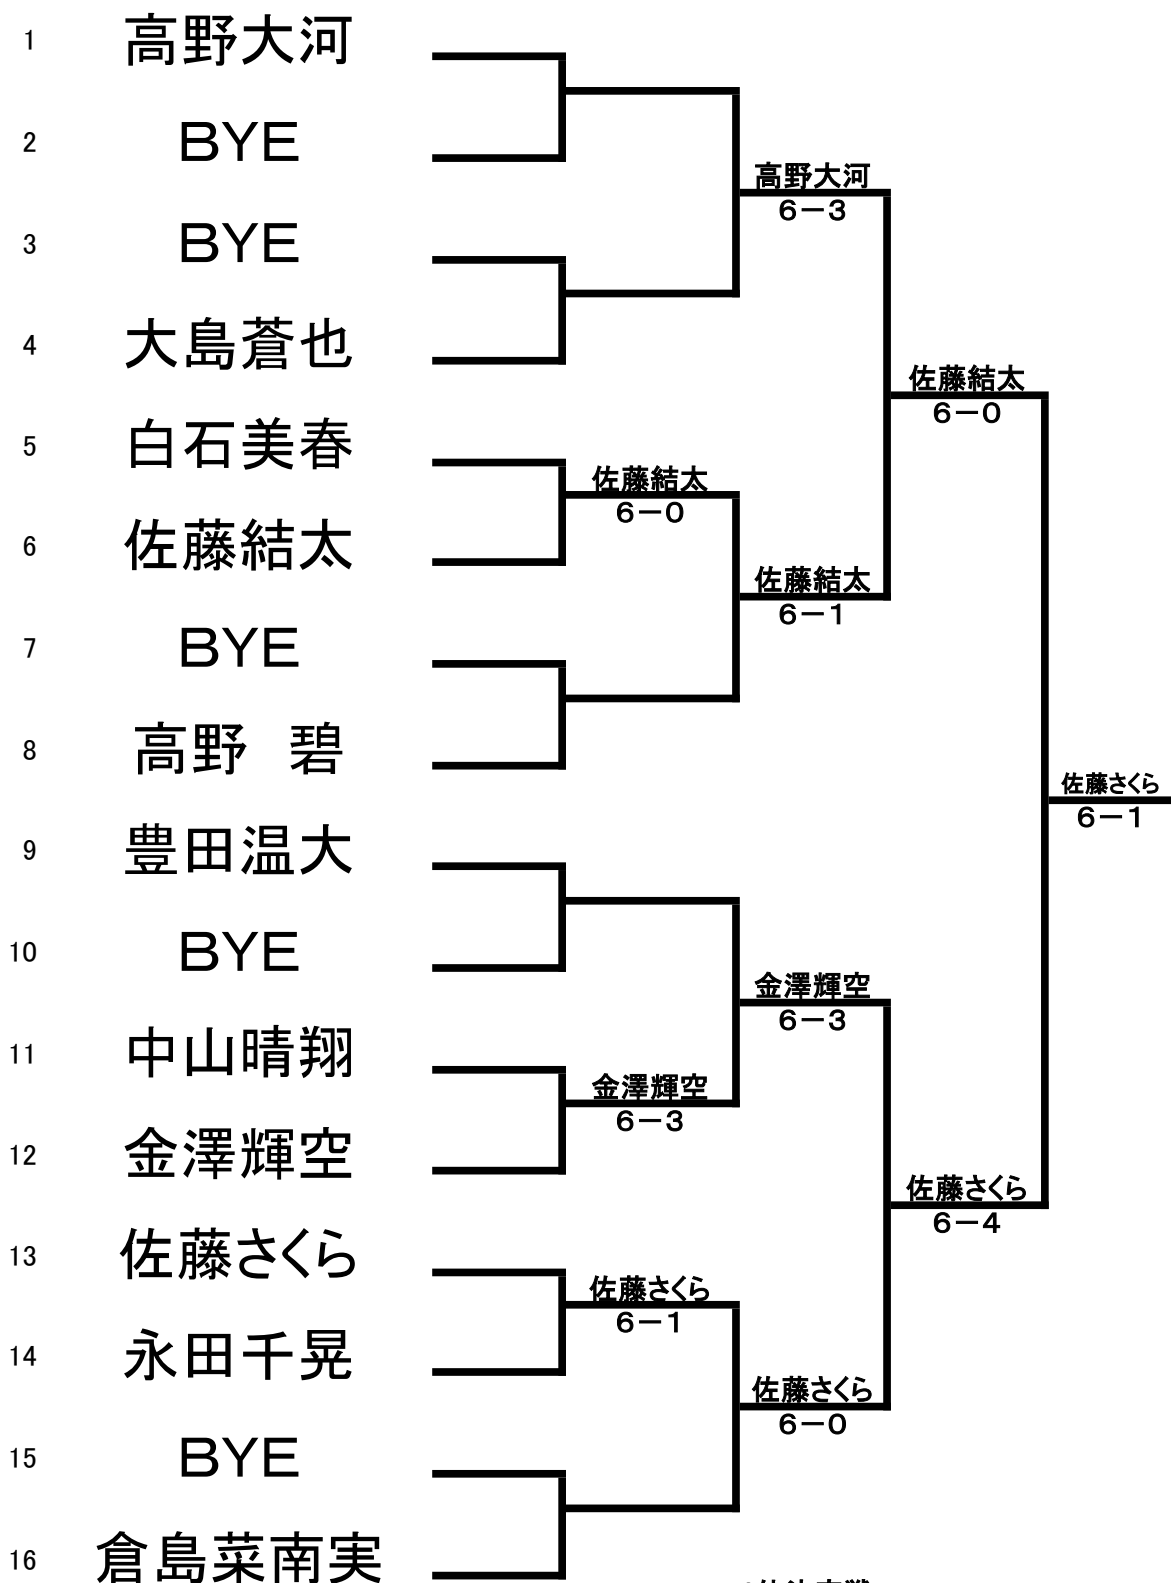 1 高野大河
2 ＢＹＥ
高野大河
6－3
3 ＢＹＥ
4 大島蒼也
佐藤結太
6－0
5 白石美春
佐藤結太
6－0
6 佐藤結太
佐藤結太
6－1
7 ＢＹＥ
8 高野　碧
佐藤さくら
6－1
9 豊田温大
10 ＢＹＥ
金澤輝空
6－3
11 中山晴翔
金澤輝空
6－3
12 金澤輝空
佐藤さくら
6－4
13 佐藤さくら
佐藤さくら
6－1
14 永田千晃
佐藤さくら
6－0
15 ＢＹＥ
16 倉島菜南実